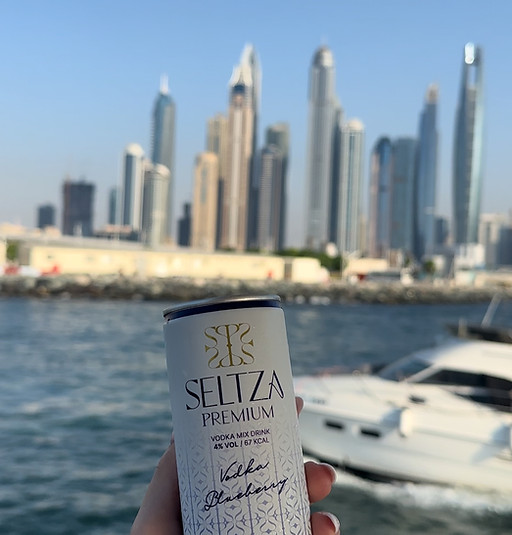 SELTZA
PREMIUM
VODKA MIX DRINK
4% VOL / 67 KCAL
Vodka
Blueberry